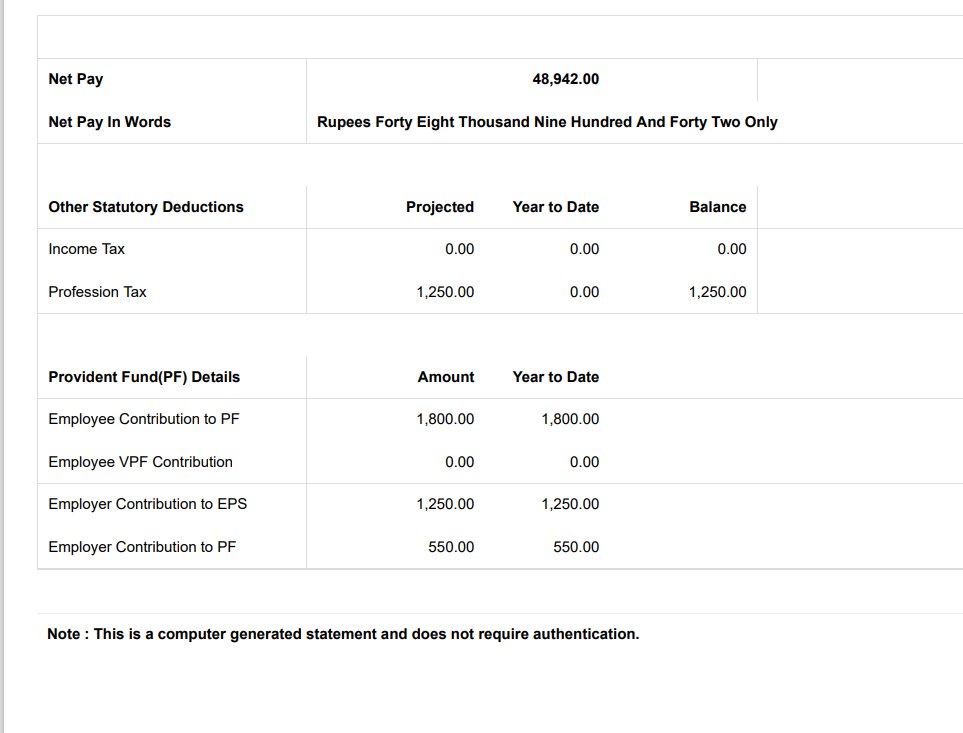 Net Pay 48,942.00
Net Pay In Words Rupees Forty Eight Thousand Nine Hundred And Forty Two Only
Other Statutory Deductions Projected Year to Date Balance
Income Tax 0.00 0.00 0.00
Profession Tax 1,250.00 0.00 1,250.00
Provident Fund(PF) Details Amount Year to Date
Employee Contribution to PF 1,800.00 1,800.00
Employee VPF Contribution 0.00 0.00
Employer Contribution to EPS 1,250.00 1,250.00
Employer Contribution to PF 550.00 550.00
Note : This is a computer generated statement and does not require authentication.